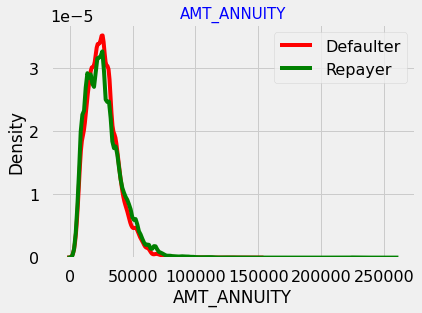 AMT_ANNUITY
1e−5
Defaulter
Repayer
3
2
1
0
Density
0 50000 100000 150000 200000 250000
AMT_ANNUITY